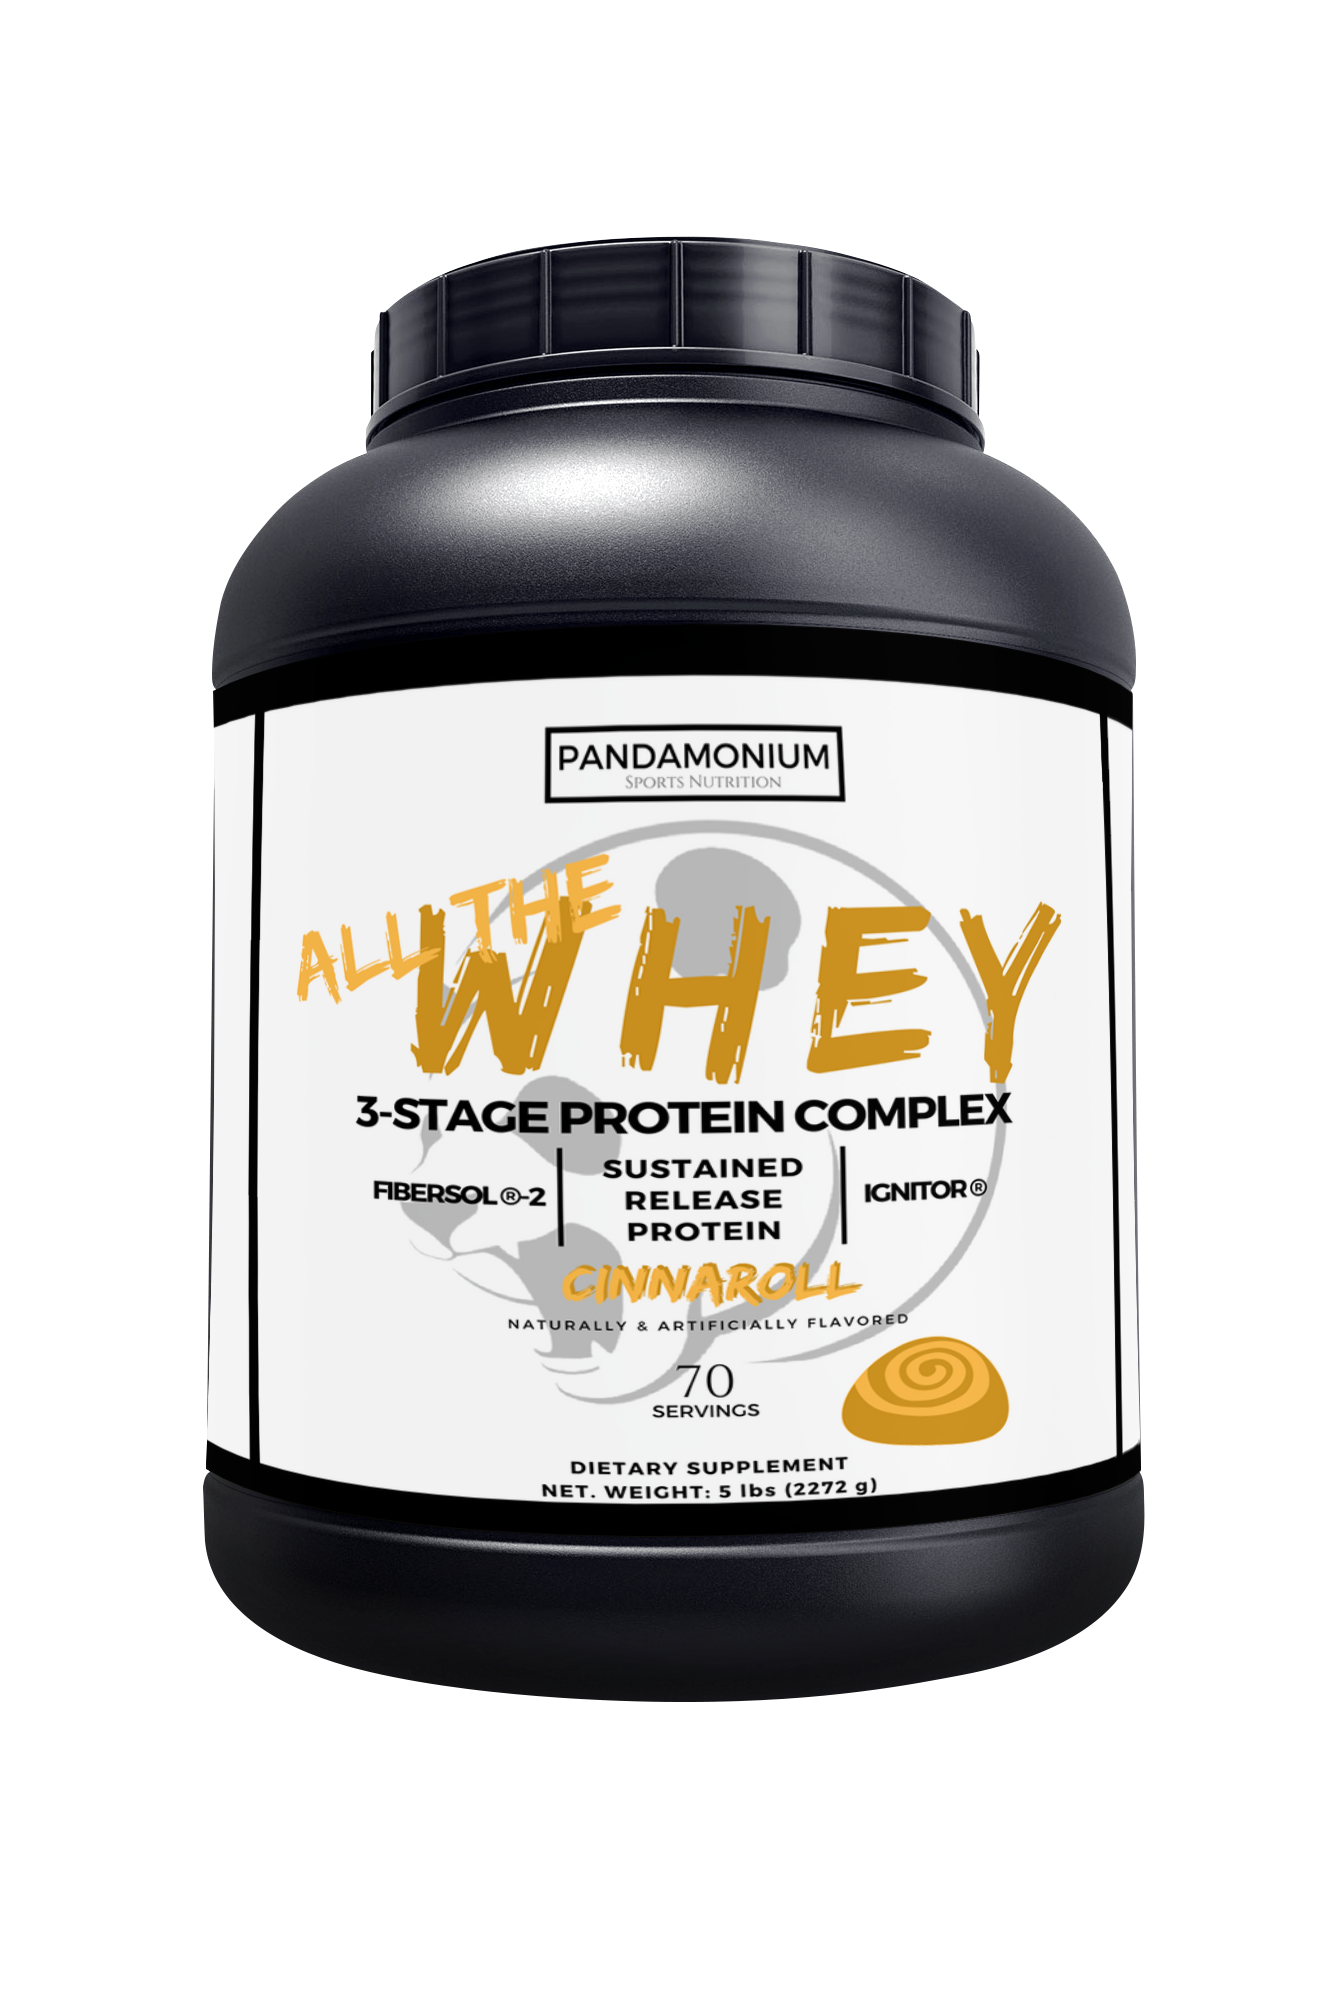 PANDAMONIUM
SPORTS NUTRITION
ALL THE
WHEY
3-STAGE PROTEIN COMPLEX
FIBERSOL®-2
SUSTAINED
RELEASE
PROTEIN
IGNITOR®
CINNAROLL
NATURALLY & ARTIFICIALLY FLAVORED
70
SERVINGS
DIETARY SUPPLEMENT
NET. WEIGHT: 5 lbs (2272 g)